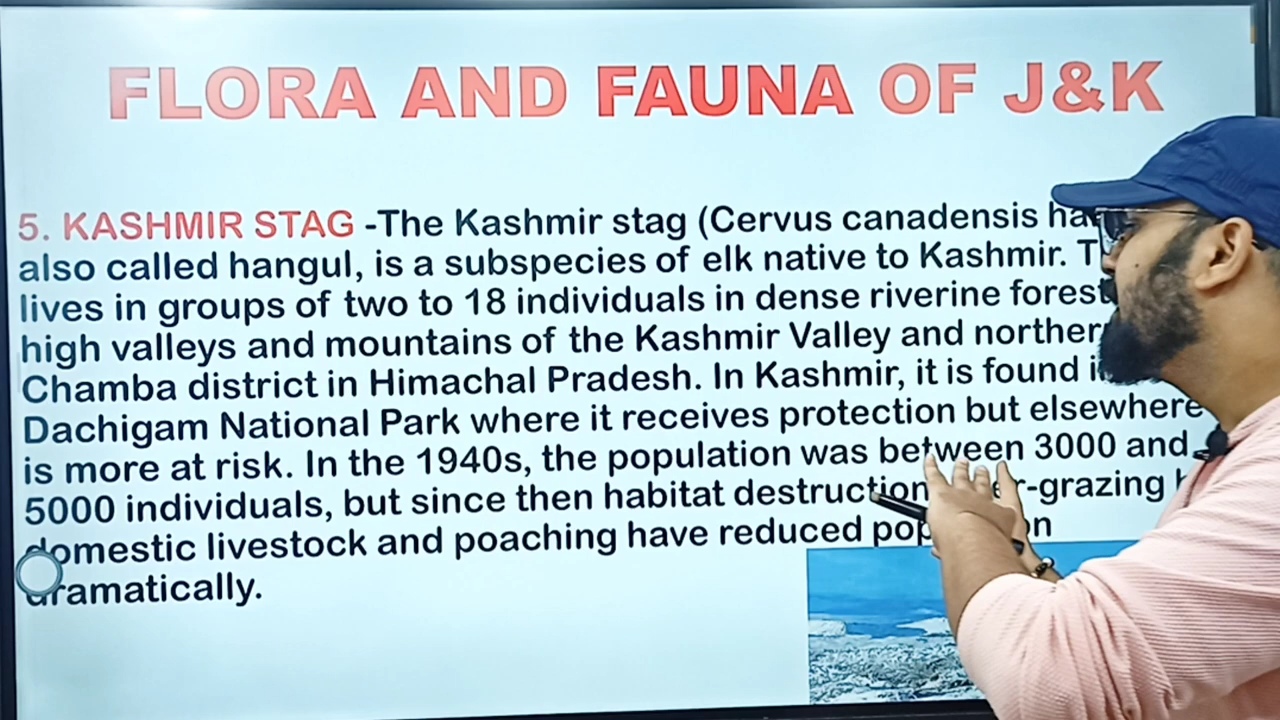 FLORA AND FAUNA OF J&K
5. KASHMIR STAG -The Kashmir stag (Cervus canadensis
also called hangul, is a subspecies of elk native to Kashmir.
lives in groups of two to 18 individuals in dense riverine
high valleys and mountains of the Kashmir Valley and
Chamba district in Himachal Pradesh. In Kashmir, it is found
Dachigam National Park where it receives protection but elsewhere
is more at risk. In the 1940s, the population was between 3000 and
5000 individuals, but since then habitat destruction -grazing
domestic livestock and poaching have reduced
dramatically.